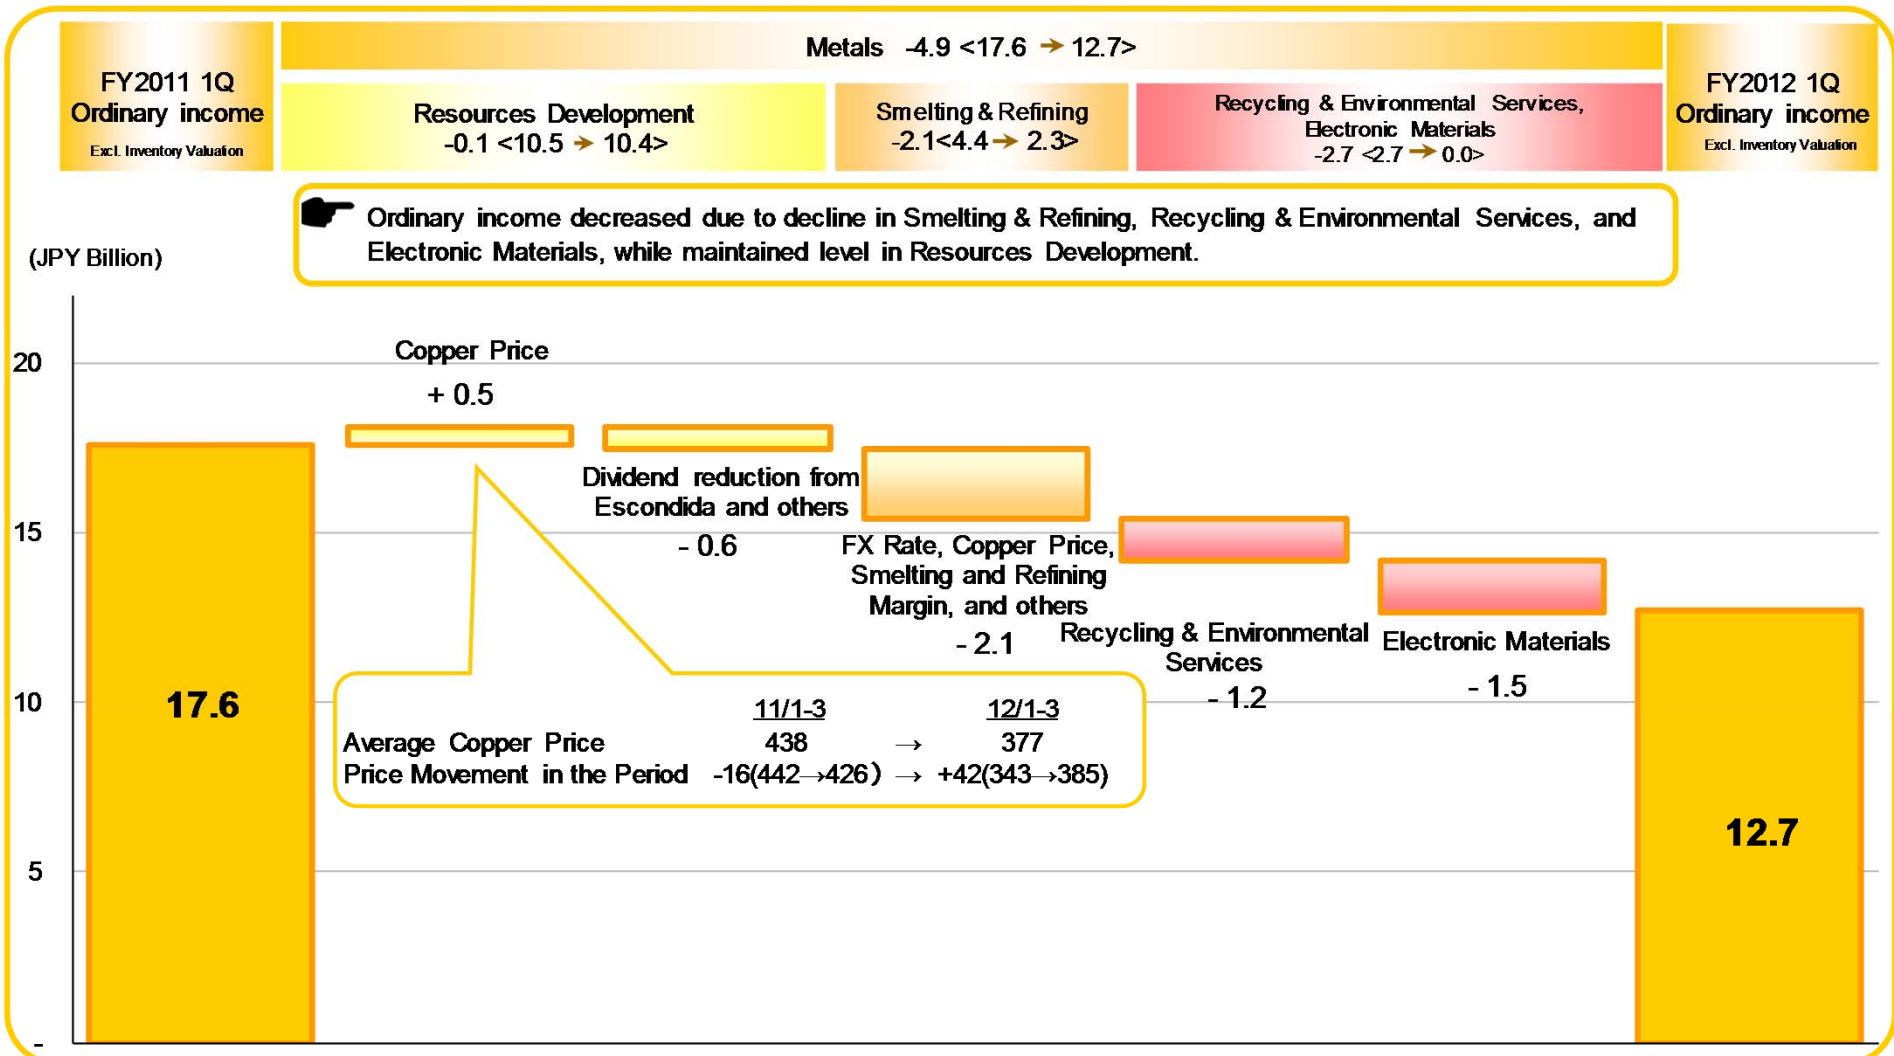 Metals -4.9 <17.6 ➔ 12.7>
FY2011 1Q
Ordinary income
Excl. Inventory Valuation
Resources Development
-0.1 <10.5 ➔ 10.4>
Smelting & Refining
-2.1<4.4 ➔ 2.3>
Recycling & Environmental Services,
Electronic Materials
-2.7 <2.7 ➔ 0.0>
FY2012 1Q
Ordinary income
Excl. Inventory Valuation
Ordinary income decreased due to decline in Smelting & Refining, Recycling & Environmental Services, and
Electronic Materials, while maintained level in Resources Development.
(JPY Billion)
20
15
10
5
-
17.6
Copper Price
+ 0.5
Dividend reduction from
Escondida and others
- 0.6
FX Rate, Copper Price,
Smelting and Refining
Margin, and others
- 2.1
Recycling & Environmental
Services
- 1.2
Electronic Materials
- 1.5
12.7
11/1-3 12/1-3
Average Copper Price 438 → 377
Price Movement in the Period -16(442→426) → +42(343→385)